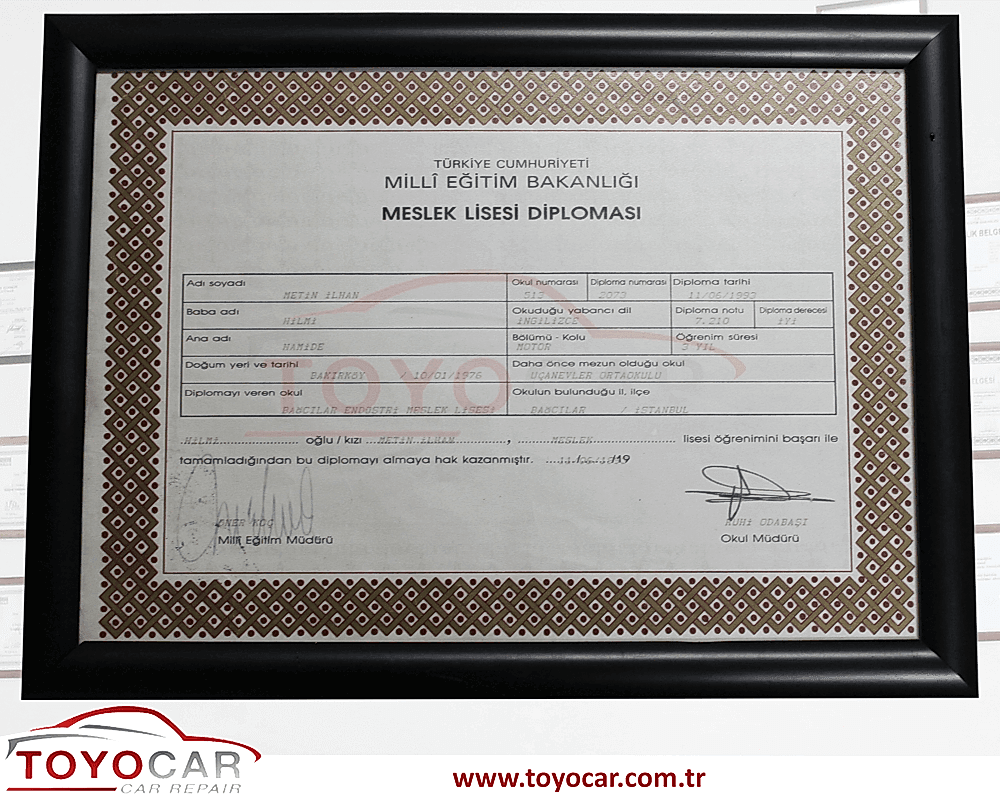 TÜRKİYE CUMHURİYETİ
MİLLÎ EĞİTİM BAKANLIĞI
MESLEK LİSESİ DİPLOMASI
Adı soyadı METİN İLHAN Okul numarası 513 Diploma numarası 2073 Diploma tarihi 11/06/1993
Baba adı HİLMİ Okuduğu yabancı dil İNGİLİZCE Diploma notu 7.210 Diploma derecesi İYİ
Ana adı HAMİDE Bölümü - Kolu MOTOR Öğrenim süresi 3 YIL
Doğum yeri ve tarihi BAKIRKÖY / 10/01/1976 Daha önce mezun olduğu okul UÇANEVLER ORTAOKULU
Diplomayı veren okul BAĞCILAR ENDÜSTRİ MESLEK LİSESİ Okulun bulunduğu il, ilçe BAĞCILAR / İSTANBUL
HİLMİ oğlu / kızı METİN İLHAN, MESLEK lisesi öğrenimini başarı ile
tamamladığından bu diplomayı almaya hak kazanmıştır. /19
ÖNER KOÇ RUHİ ODABAŞI
Millî Eğitim Müdürü Okul Müdürü
TOYOCAR
CAR REPAIR
www.toyocar.com.tr